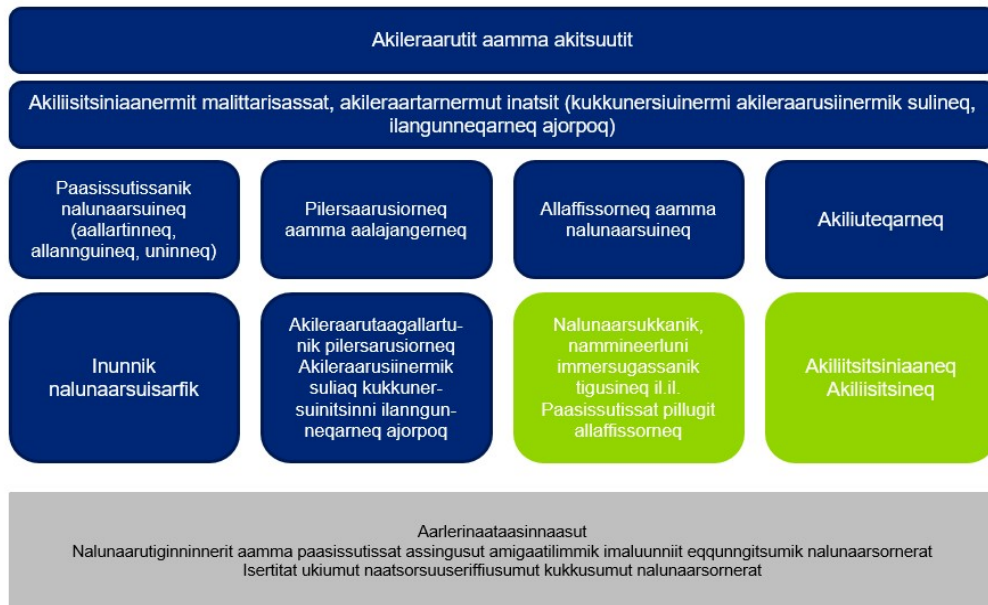 Akileraarutit aamma akitsuutit
Akiliisitsiniaanermit malittarisassat, akileraartarnermut inatsit (kukkunersiuinermi akileraarusiinermik sulineq,
ilangunneqarneq ajorpoq)
Paasissutissanik
nalunaarsuineq
(aallartinneq,
allannguineq, uninneq)
Pilersaarusiorneq
aamma aalajangerneq
Allaffissorneq aamma
nalunaarsuineq
Akiliuteqarneq
Inunnik
nalunaarsuisarfik
Akileraarutaagallartu-
nik pilersarusiorneq
Akileraarusiinermik
suliaq kukkuner-
suinitsinni ilanngun-
neqarneq ajorpoq
Nalunaarsukkanik,
nammineerluni
immersugassanik
tigusineq il.il.
Paasissutissat pillugit
allaffissorneq
Akiliitsitsiniaaneq
Akiliisitsineq
Aarlerinaataasinnaasut
Nalunaarutiginninnerit aamma paasissutissat assingusut amigaatilimmik imaluunniit eqqunngitsumik nalunaarsornerat
Isertitat ukiumut naatsorsuuseriffiusumut kukkusumut nalunaarsornerat